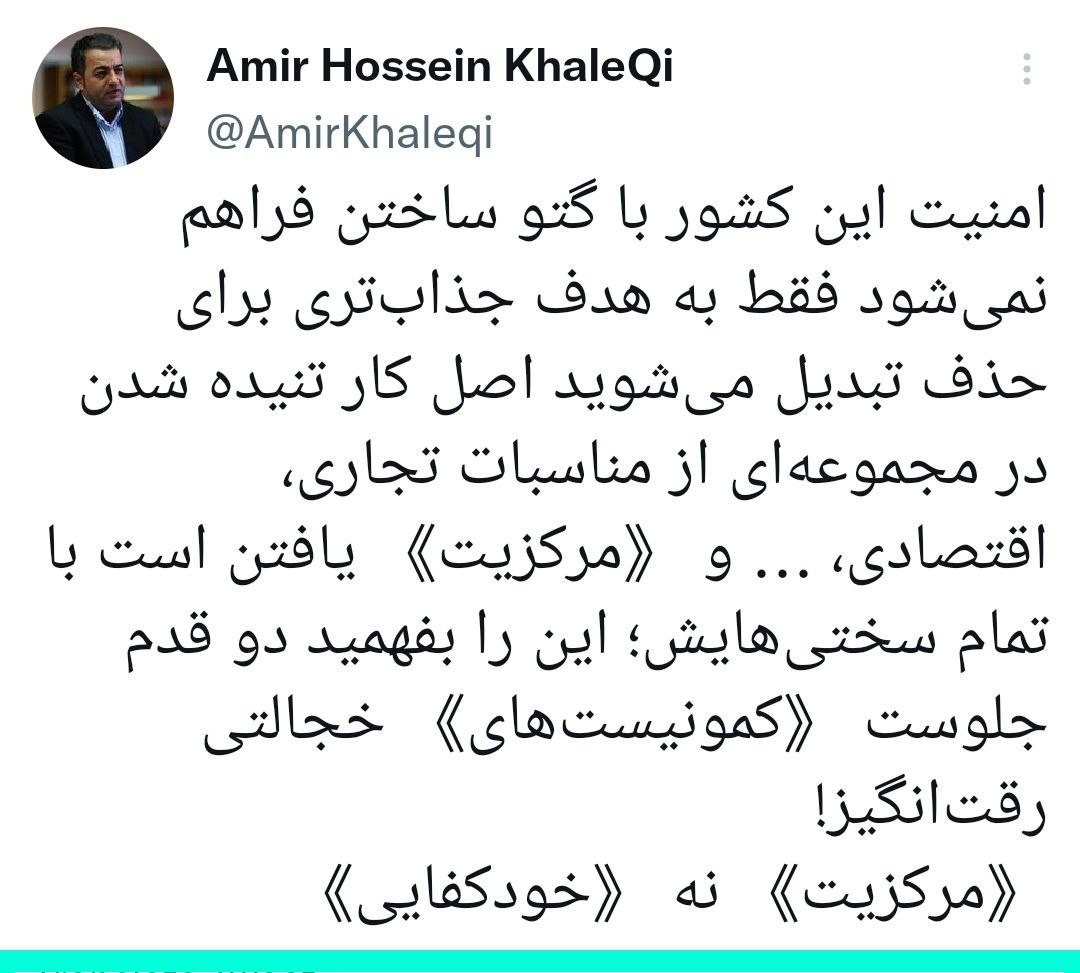 Amir Hossein KhaleQi
@AmirKhaleqi
امنیت این کشور با گتو ساختن فراهم
نمی‌شود فقط به هدف جذاب‌تری برای
حذف تبدیل می‌شوید اصل کار تنیده شدن
در مجموعه‌ای از مناسبات تجاری،
اقتصادی، ... و 《مرکزیت》 یافتن است با
تمام سختی‌هایش؛ این را بفهمید دو قدم
جلوست 《کمونیست‌های》 خجالتی
رقت‌انگیز!
《مرکزیت》 نه 《خودکفایی》